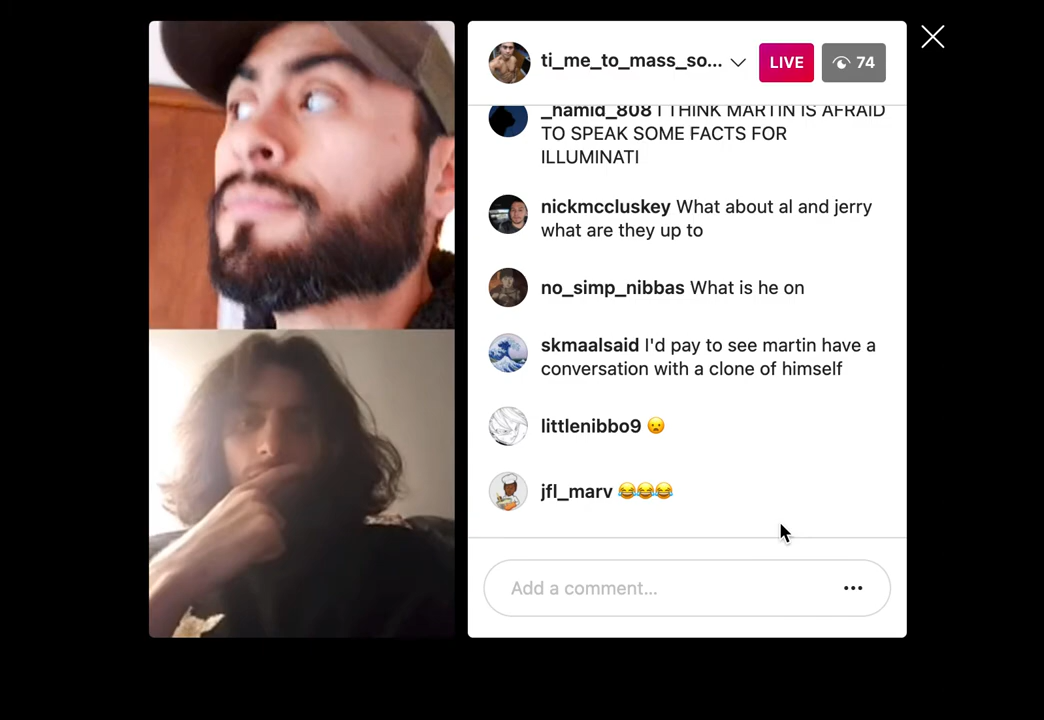 ti_me_to_mass_so...
LIVE
74
_hamid_808 I THINK MARTIN IS AFRAID
TO SPEAK SOME FACTS FOR
ILLUMINATI
nickmccluskey What about al and jerry
what are they up to
no_simp_nibbas What is he on
skmaalsaid I'd pay to see martin have a
conversation with a clone of himself
littlenibbo9 😦
jfl_marv 😂😂😂
Add a comment...